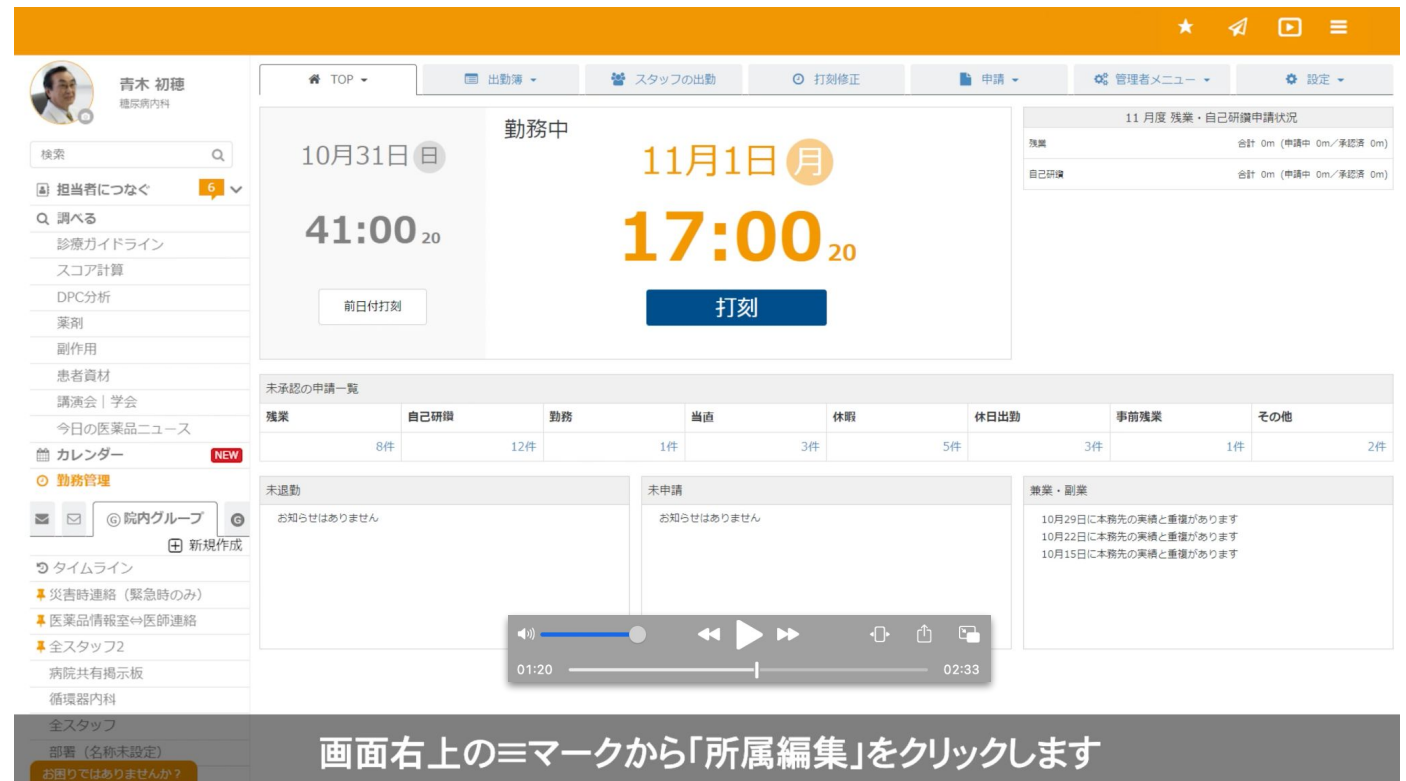 青木 初穂
糖尿病内科
検索
担当者につなぐ 6
調べる
診療ガイドライン
スコア計算
DPC分析
薬剤
副作用
患者資材
講演会｜学会
今日の医薬品ニュース
カレンダー NEW
勤務管理
G 院内グループ G
新規作成
タイムライン
災害時連絡（緊急時のみ）
医薬品情報室⇔医師連絡
全スタッフ2
病院共有掲示板
循環器内科
全スタッフ
部署（名称未設定）
お困りではありませんか？
TOP 出勤簿 スタッフの出勤 打刻修正 申請 管理者メニュー 設定
10月31日 日
41:00 20
前日付打刻
勤務中
11月1日 月
17:00 20
打刻
11 月度 残業・自己研鑽申請状況
残業 合計 0m (申請中 0m／承認済 0m)
自己研鑽 合計 0m (申請中 0m／承認済 0m)
未承認の申請一覧
残業 自己研鑽 勤務 当直 休暇 休日出勤 事前残業 その他
8件 12件 1件 3件 5件 3件 1件 2件
未退勤
お知らせはありません
未申請
お知らせはありません
兼業・副業
10月29日に本務先の実績と重複があります
10月22日に本務先の実績と重複があります
10月15日に本務先の実績と重複があります
01:20 02:33
画面右上の≡マークから「所属編集」をクリックします